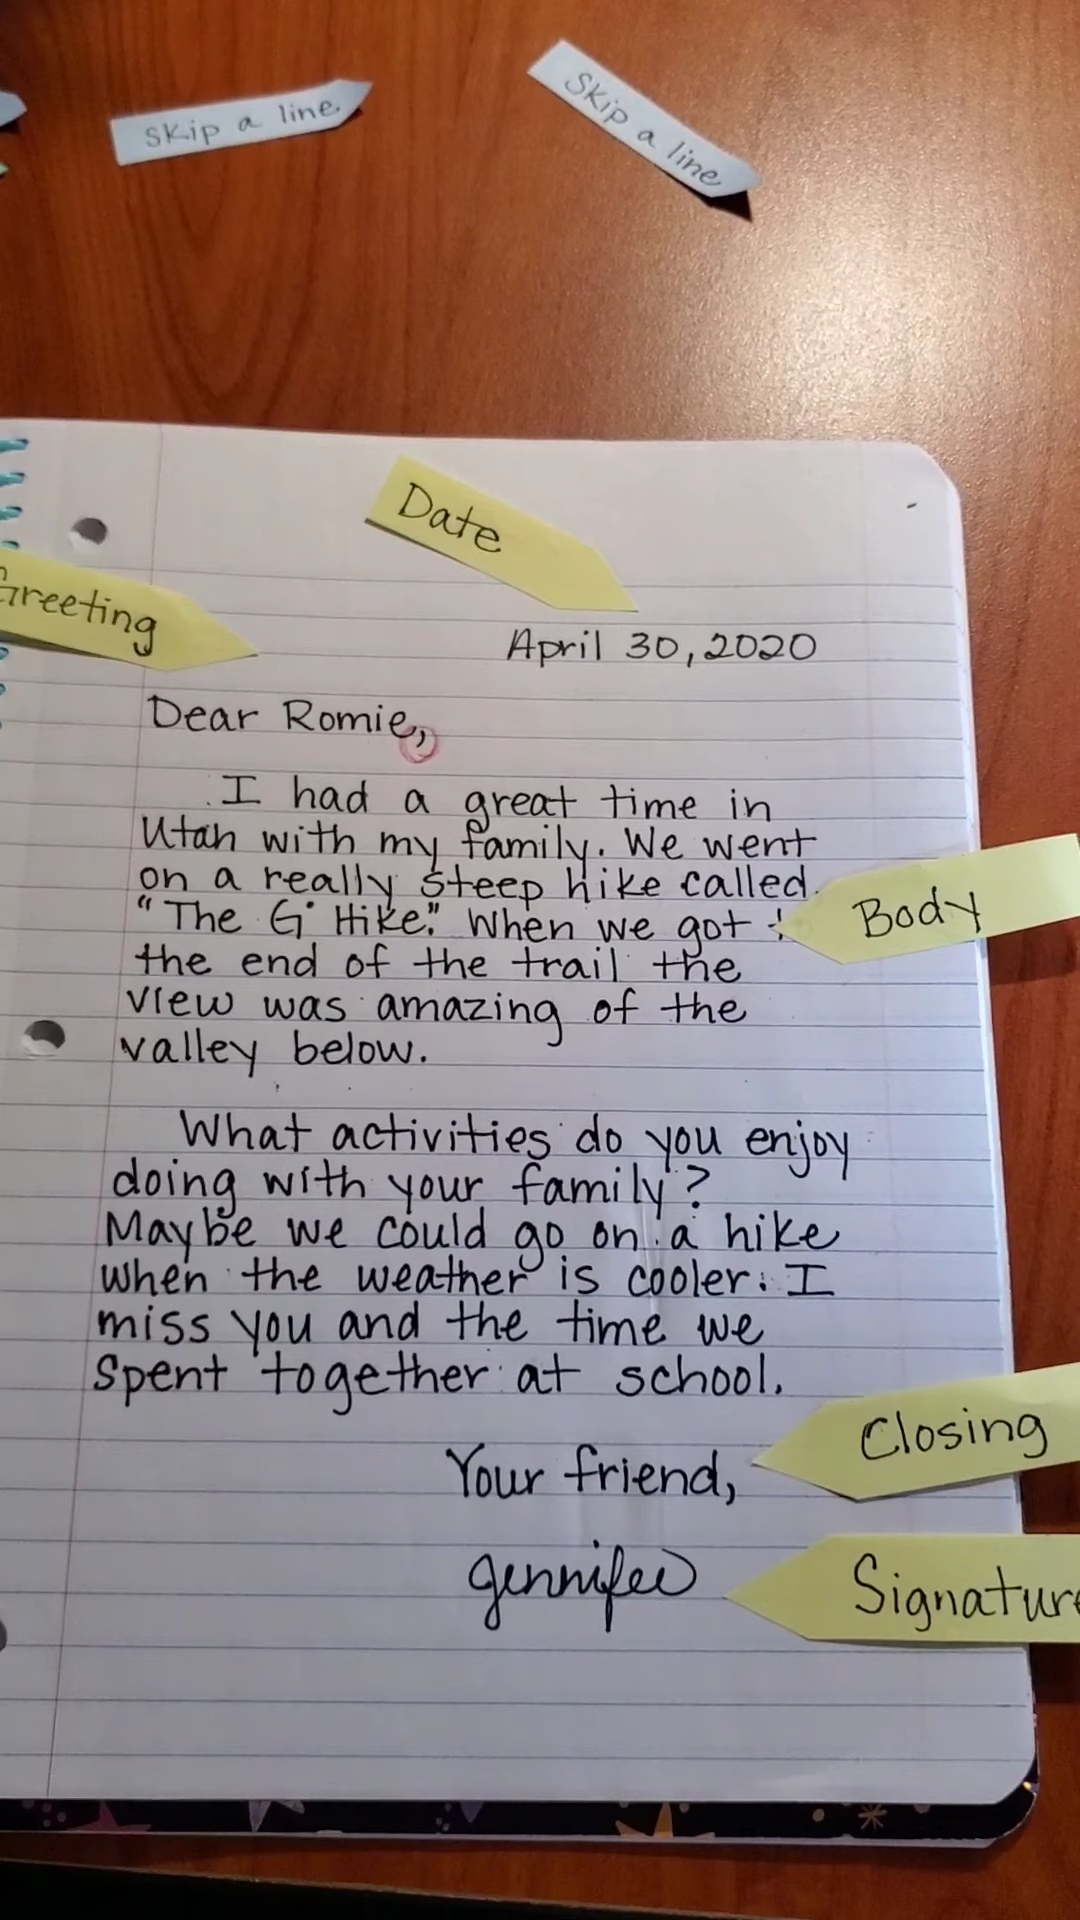 skip a line
Skip a line
Date
Greeting
April 30, 2020
Dear Romie,
I had a great time in
Utah with my family. We went
on a really steep hike called
"The G Hike." When we got
Body
the end of the trail the
view was amazing of the
valley below.
What activities do you enjoy
doing with your family?
Maybe we could go on a hike
when the weather is cooler. I
miss you and the time we
spent together at school.
Closing
Your friend,
Jennifer
Signature